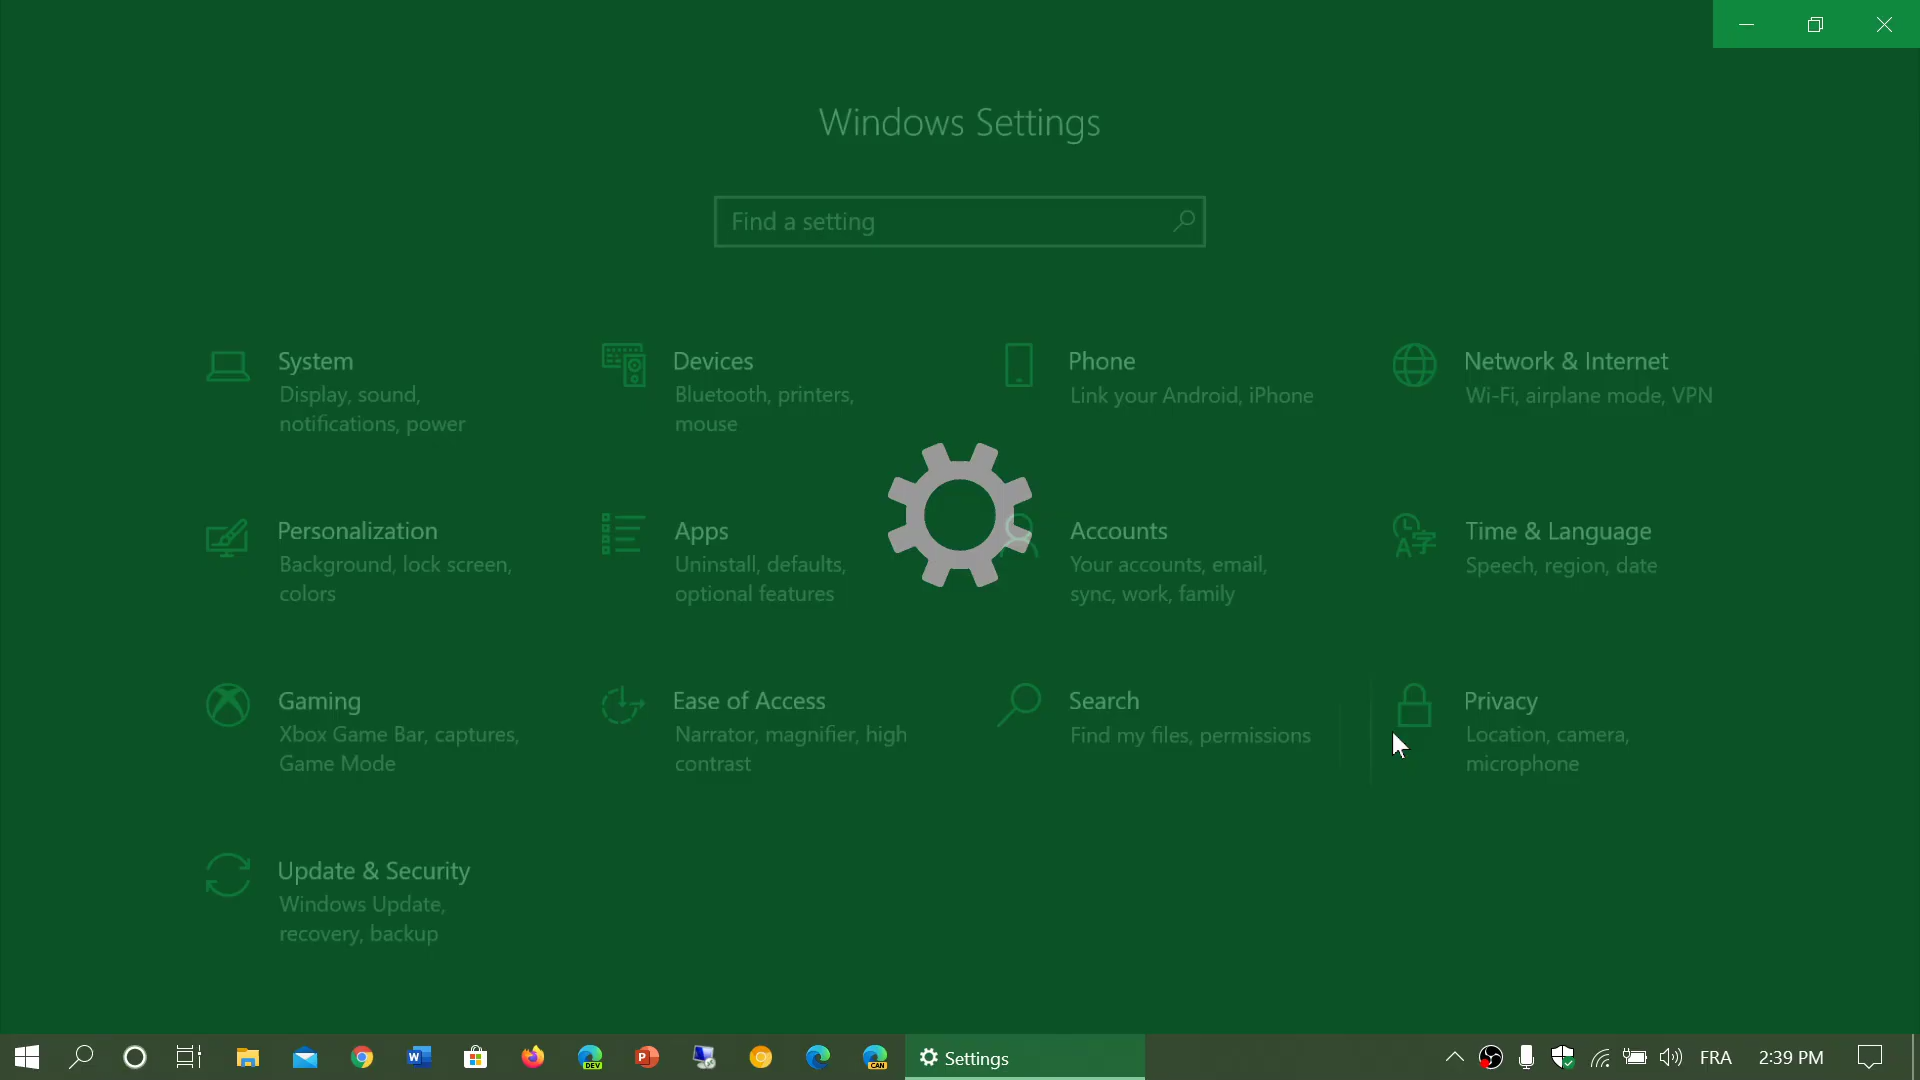 Windows Settings
Find a setting
System
Display, sound,
notifications, power
Devices
Bluetooth, printers,
mouse
Phone
Link your Android, iPhone
Network & Internet
Wi-Fi, airplane mode, VPN
Personalization
Background, lock screen,
colors
Apps
Uninstall, defaults,
optional features
Accounts
Your accounts, email,
sync, work, family
Time & Language
Speech, region, date
Gaming
Xbox Game Bar, captures,
Game Mode
Ease of Access
Narrator, magnifier, high
contrast
Search
Find my files, permissions
Privacy
Location, camera,
microphone
Update & Security
Windows Update,
recovery, backup
W DEV P CAN Settings FRA 2:39 PM